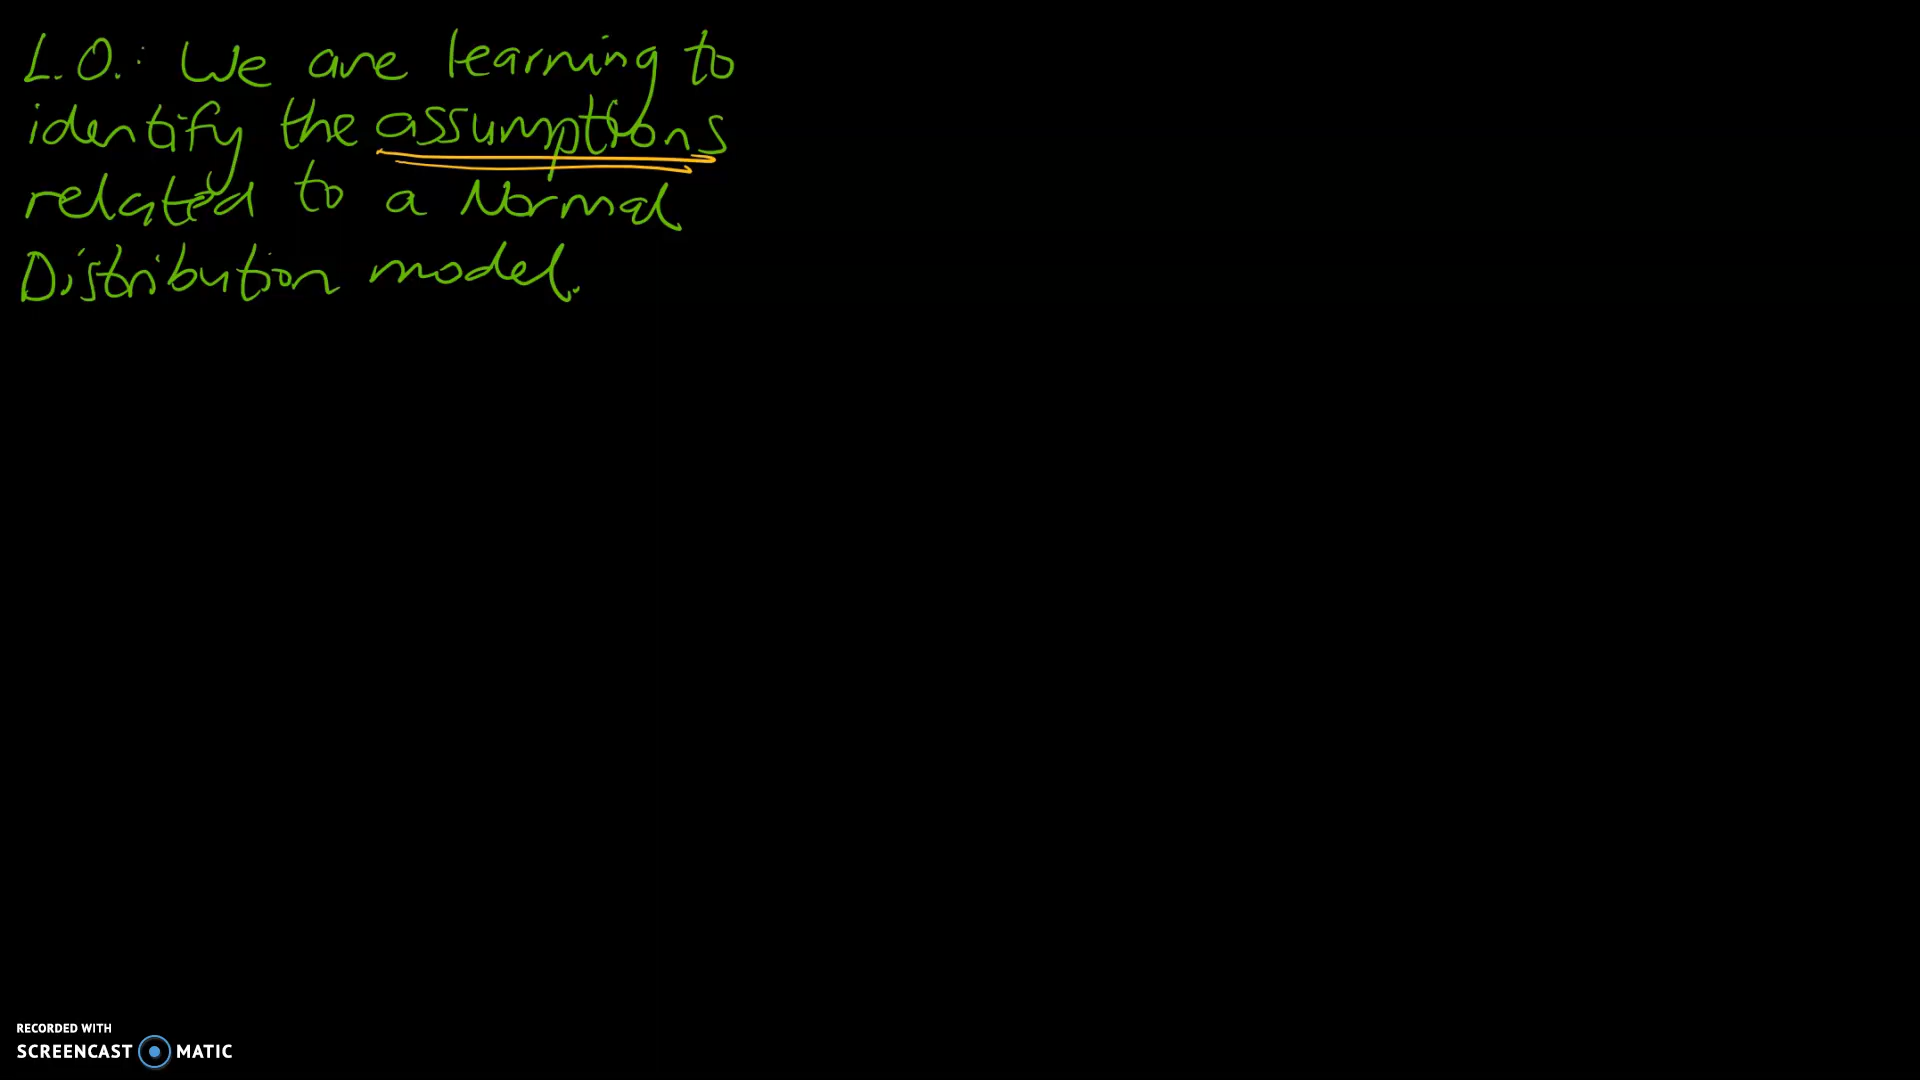 L.O.: We are learning to
identify the assumptions
related to a Normal
Distribution model.
RECORDED WITH
SCREENCAST MATIC